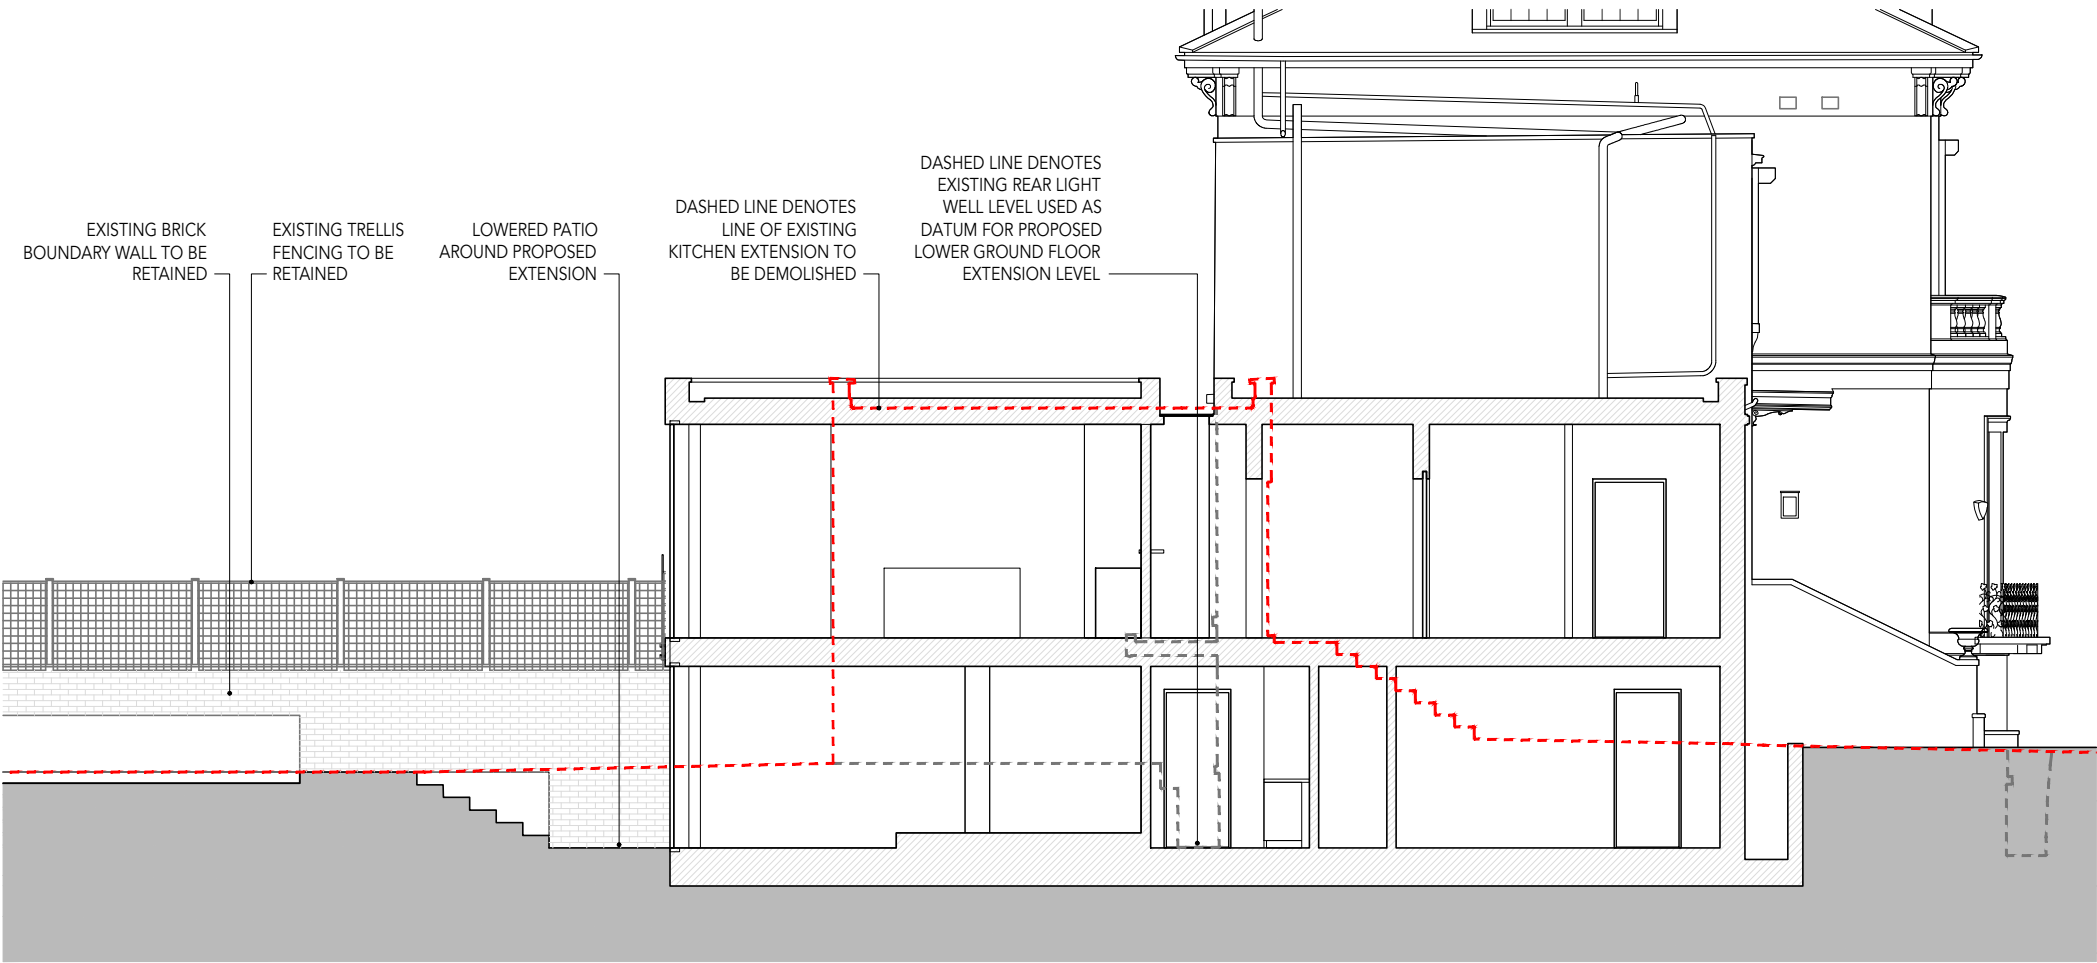 EXISTING BRICK
BOUNDARY WALL TO BE
RETAINED
EXISTING TRELLIS
FENCING TO BE
RETAINED
LOWERED PATIO
AROUND PROPOSED
EXTENSION
DASHED LINE DENOTES
LINE OF EXISTING
KITCHEN EXTENSION TO
BE DEMOLISHED
DASHED LINE DENOTES
EXISTING REAR LIGHT
WELL LEVEL USED AS
DATUM FOR PROPOSED
LOWER GROUND FLOOR
EXTENSION LEVEL